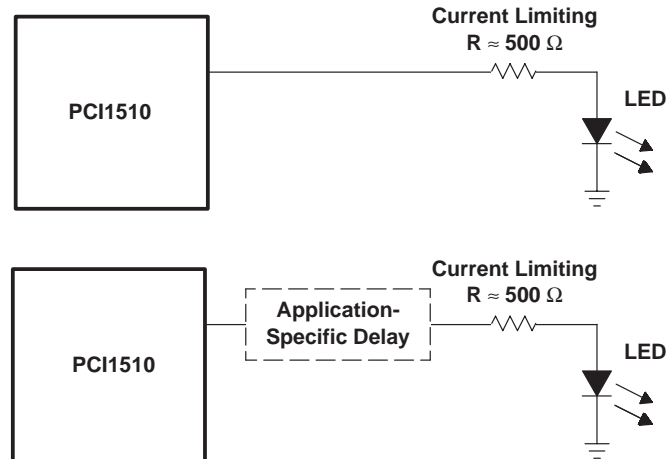 Current Limiting
R ≈ 500 Ω
PCI1510
LED
Current Limiting
R ≈ 500 Ω
Application-
Specific Delay
PCI1510
LED